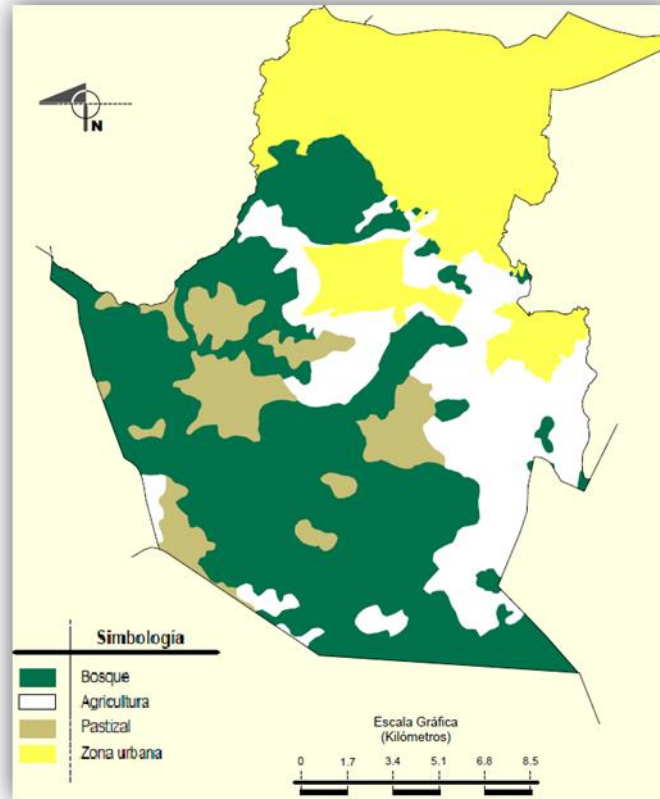 N
Simbología
Bosque
Agricultura
Pastizal
Zona urbana
Escala Gráfica
(Kilómetros)
0 1.7 3.4 5.1 6.8 8.5